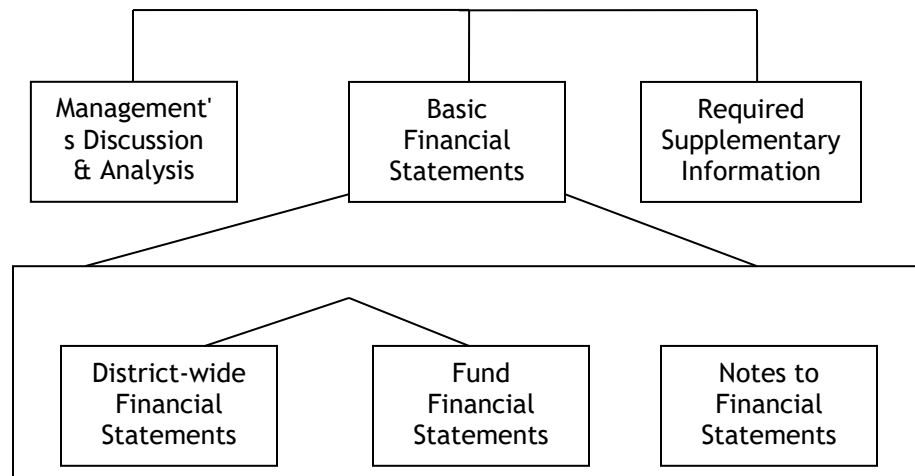 Management'
s Discussion
& Analysis
Basic
Financial
Statements
Required
Supplementary
Information
District-wide
Financial
Statements
Fund
Financial
Statements
Notes to
Financial
Statements